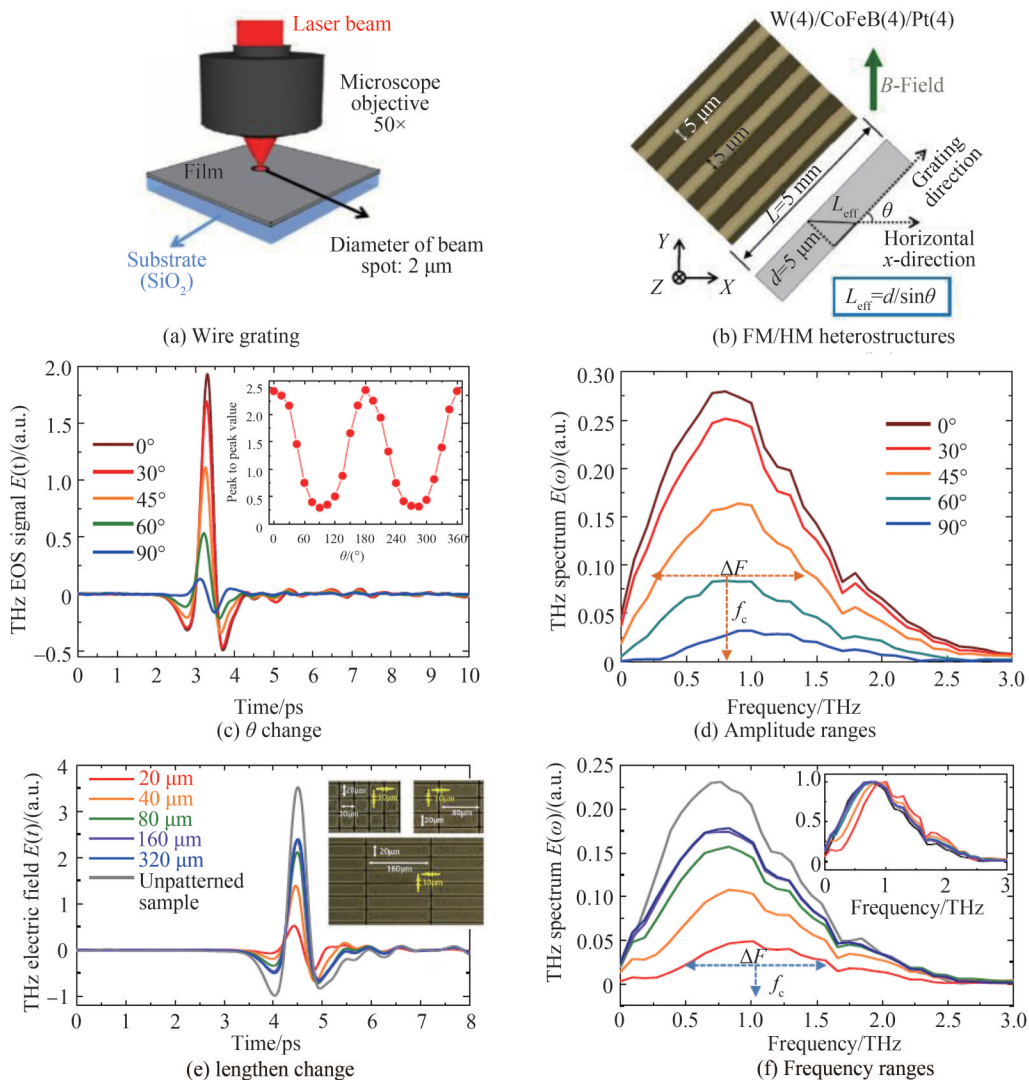 Laser beam
Microscope
objective
50×
Film
Substrate
(SiO₂)
Diameter of beam
spot: 2 μm
(a) Wire grating
W(4)/CoFeB(4)/Pt(4)
B-Field
5 μm
5 μm
L=5 mm
Grating
direction
L_eff
θ
Horizontal
x-direction
d=5 μm
Y
Z
X
L_eff=d/sinθ
(b) FM/HM heterostructures
THz EOS signal E(t)/(a.u.)
2.0
1.5
1.0
0.5
0
−0.5
0°
30°
45°
60°
90°
Peak to peak value
2.5
2.0
1.5
1.0
0.5
0
0 60 120 180 240 300 360
θ/(°)
0 1 2 3 4 5 6 7 8 9 10
Time/ps
(c) θ change
THz spectrum E(ω)/(a.u.)
0.30
0.25
0.20
0.15
0.10
0.05
0
0°
30°
45°
60°
90°
ΔF
f_c
0 0.5 1.0 1.5 2.0 2.5 3.0
Frequency/THz
(d) Amplitude ranges
THz electric field E(t)/(a.u.)
4
3
2
1
0
−1
20 μm
40 μm
80 μm
160 μm
320 μm
Unpatterned
sample
20μm
10μm
20μm
10μm
80μm
20μm
20μm
160μm
10μm
0 1 2 3 4 5 6 7 8
Time/ps
(e) lengthen change
THz spectrum E(ω)/(a.u.)
0.25
0.20
0.15
0.10
0.05
0
1.0
0.5
0
0 1 2 3
Frequency/THz
ΔF
f_c
0 0.5 1.0 1.5 2.0 2.5 3.0
Frequency/THz
(f) Frequency ranges